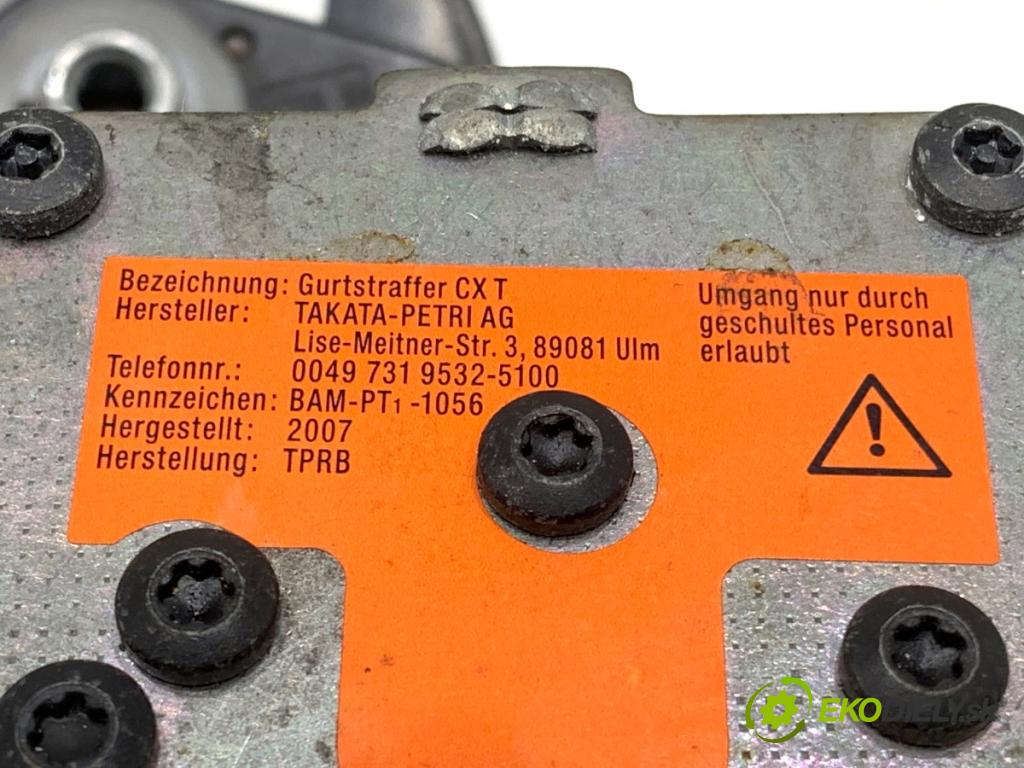 Bezeichnung: Gurtstraffer CX T
Hersteller: TAKATA-PETRI AG
Lise-Meitner-Str. 3, 89081 Ulm
Telefonnr.: 0049 731 9532-5100
Kennzeichen: BAM-PT₁-1056
Hergestellt: 2007
Herstellung: TPRB
Umgang nur durch
geschultes Personal
erlaubt
!
EKODIELY.sk